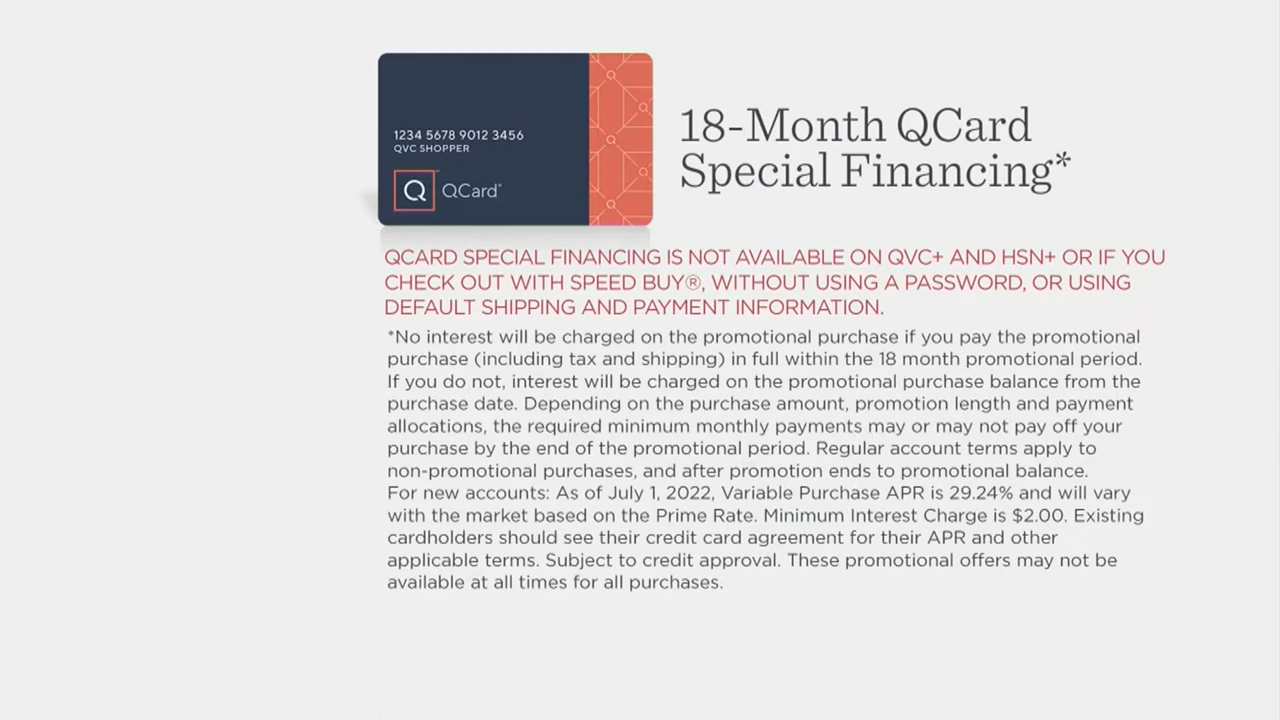 1234 5678 9012 3456
QVC SHOPPER
Q™ QCard®
18-Month QCard
Special Financing*
QCARD SPECIAL FINANCING IS NOT AVAILABLE ON QVC+ AND HSN+ OR IF YOU
CHECK OUT WITH SPEED BUY®, WITHOUT USING A PASSWORD, OR USING
DEFAULT SHIPPING AND PAYMENT INFORMATION.
*No interest will be charged on the promotional purchase if you pay the promotional
purchase (including tax and shipping) in full within the 18 month promotional period.
If you do not, interest will be charged on the promotional purchase balance from the
purchase date. Depending on the purchase amount, promotion length and payment
allocations, the required minimum monthly payments may or may not pay off your
purchase by the end of the promotional period. Regular account terms apply to
non-promotional purchases, and after promotion ends to promotional balance.
For new accounts: As of July 1, 2022, Variable Purchase APR is 29.24% and will vary
with the market based on the Prime Rate. Minimum Interest Charge is $2.00. Existing
cardholders should see their credit card agreement for their APR and other
applicable terms. Subject to credit approval. These promotional offers may not be
available at all times for all purchases.